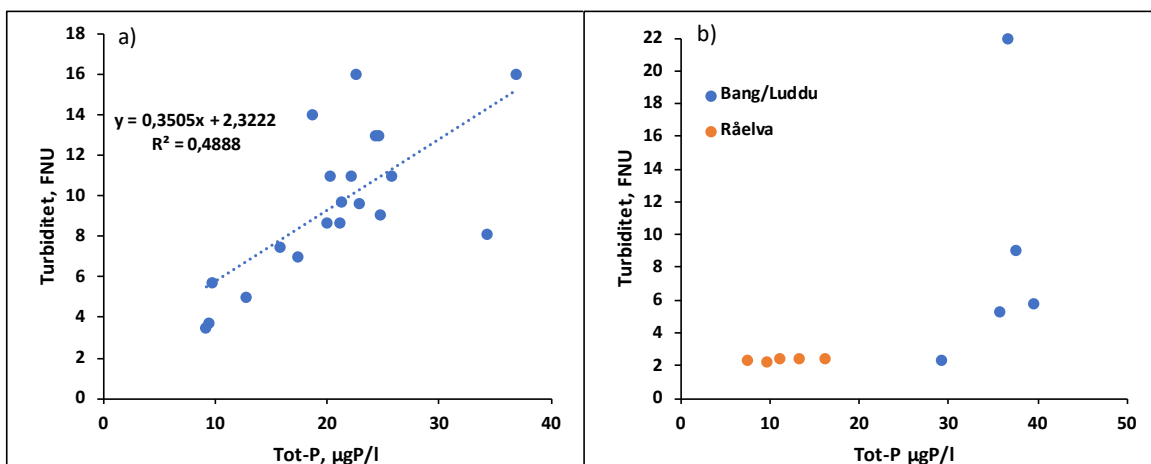 a)
18
16
14
12
10
8
6
4
2
0
Turbiditet, FNU
y = 0,3505x + 2,3222
R² = 0,4888
0 10 20 30 40
Tot-P, µgP/l
b)
22
20
18
16
14
12
10
8
6
4
2
0
Turbiditet, FNU
Bang/Luddu
Råelva
0 10 20 30 40 50
Tot-P µgP/l